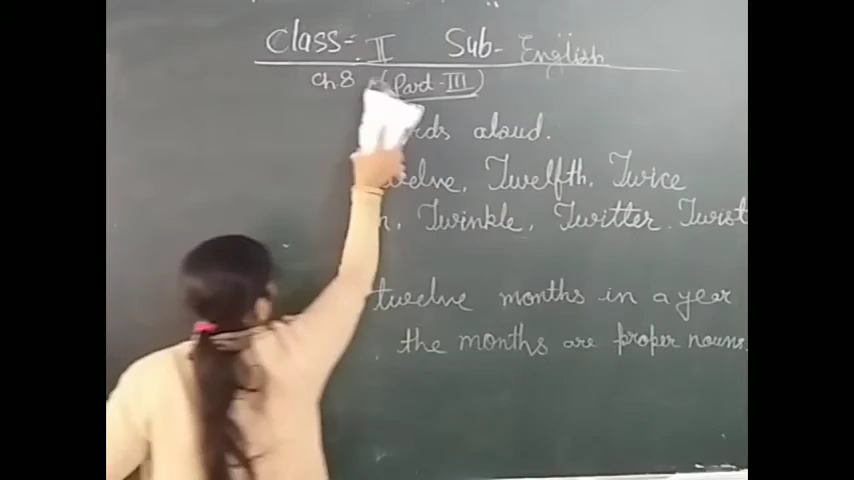 Class- II Sub- English
Ch 8 (Part-III)
aloud.
Twelfth, Twice
Twinkle, Twitter. Twist
twelve months in a year
the months are proper nouns.